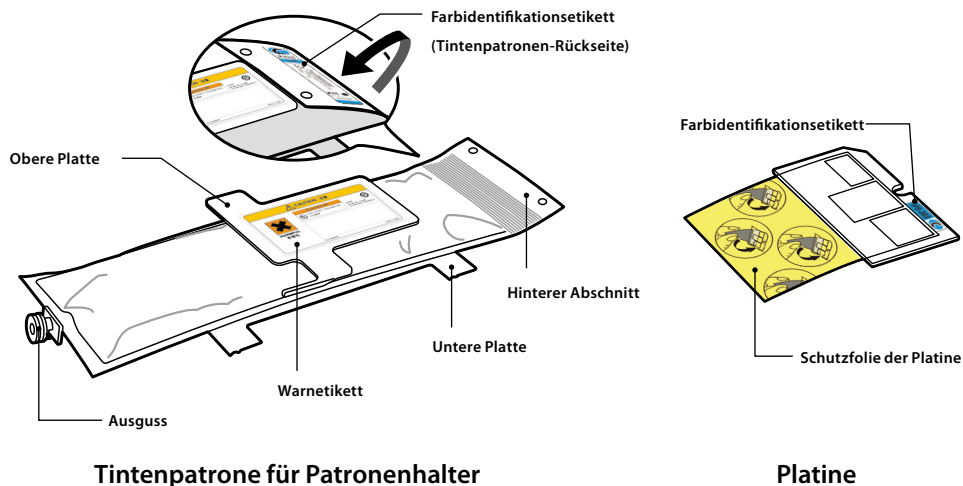 Farbidentifikationsetikett
(Tintenpatronen-Rückseite)
Farbidentifikationsetikett
Obere Platte
CAUTION
Hinterer Abschnitt
Untere Platte
Schutzfolie der Platine
Warnetikett
Ausguss
Tintenpatrone für Patronenhalter
Platine